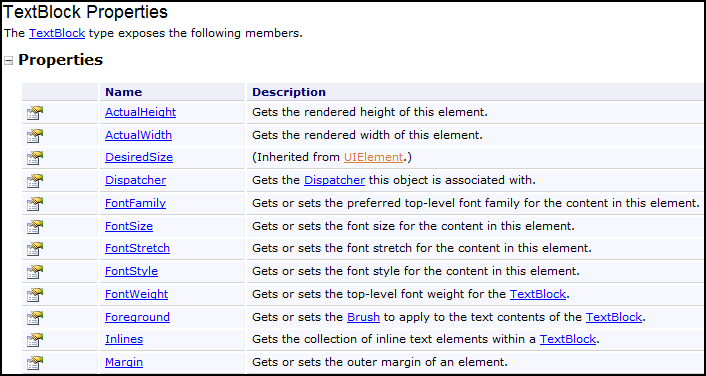 TextBlock Properties
The TextBlock type exposes the following members.
Properties
Name Description
ActualHeight Gets the rendered height of this element.
ActualWidth Gets the rendered width of this element.
DesiredSize (Inherited from UIElement.)
Dispatcher Gets the Dispatcher this object is associated with.
FontFamily Gets or sets the preferred top-level font family for the content in this element.
FontSize Gets or sets the font size for the content in this element.
FontStretch Gets or sets the font stretch for the content in this element.
FontStyle Gets or sets the font style for the content in this element.
FontWeight Gets or sets the top-level font weight for the TextBlock.
Foreground Gets or sets the Brush to apply to the text contents of the TextBlock.
Inlines Gets the collection of inline text elements within a TextBlock.
Margin Gets or sets the outer margin of an element.